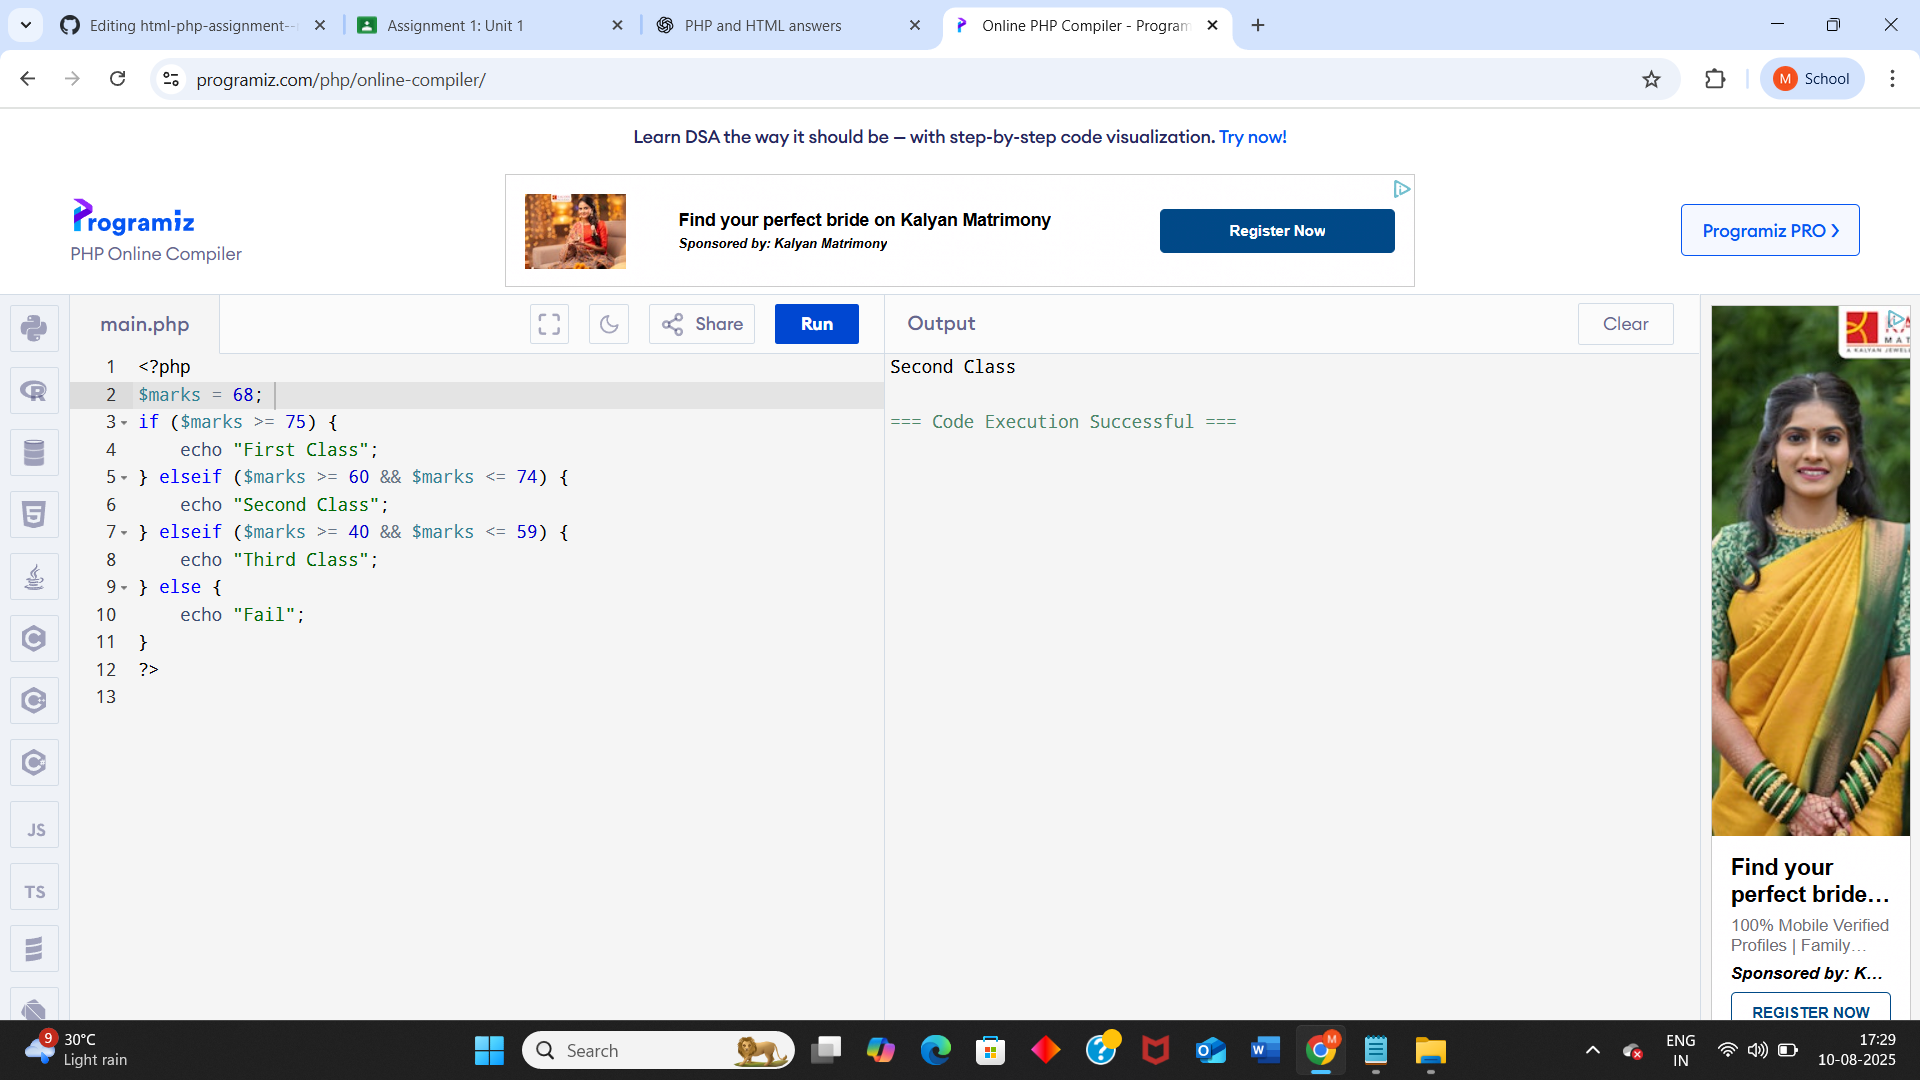 Editing html-php-assignment--
Assignment 1: Unit 1
PHP and HTML answers
Online PHP Compiler - Program
programiz.com/php/online-compiler/
M School
Learn DSA the way it should be — with step-by-step code visualization. Try now!
Programiz
PHP Online Compiler
Find your perfect bride on Kalyan Matrimony
Sponsored by: Kalyan Matrimony
Register Now
Programiz PRO
main.php
Share
Run
Output
Clear
1 <?php
2 $marks = 68;
3 if ($marks >= 75) {
4 echo "First Class";
5 } elseif ($marks >= 60 && $marks <= 74) {
6 echo "Second Class";
7 } elseif ($marks >= 40 && $marks <= 59) {
8 echo "Third Class";
9 } else {
10 echo "Fail";
11 }
12 ?>
13
Second Class
=== Code Execution Successful ===
JS
TS
MAT
Find your
perfect bride...
100% Mobile Verified
Profiles | Family...
Sponsored by: K...
REGISTER NOW
9
30°C
Light rain
Search
W
M
ENG
IN
17:29
10-08-2025